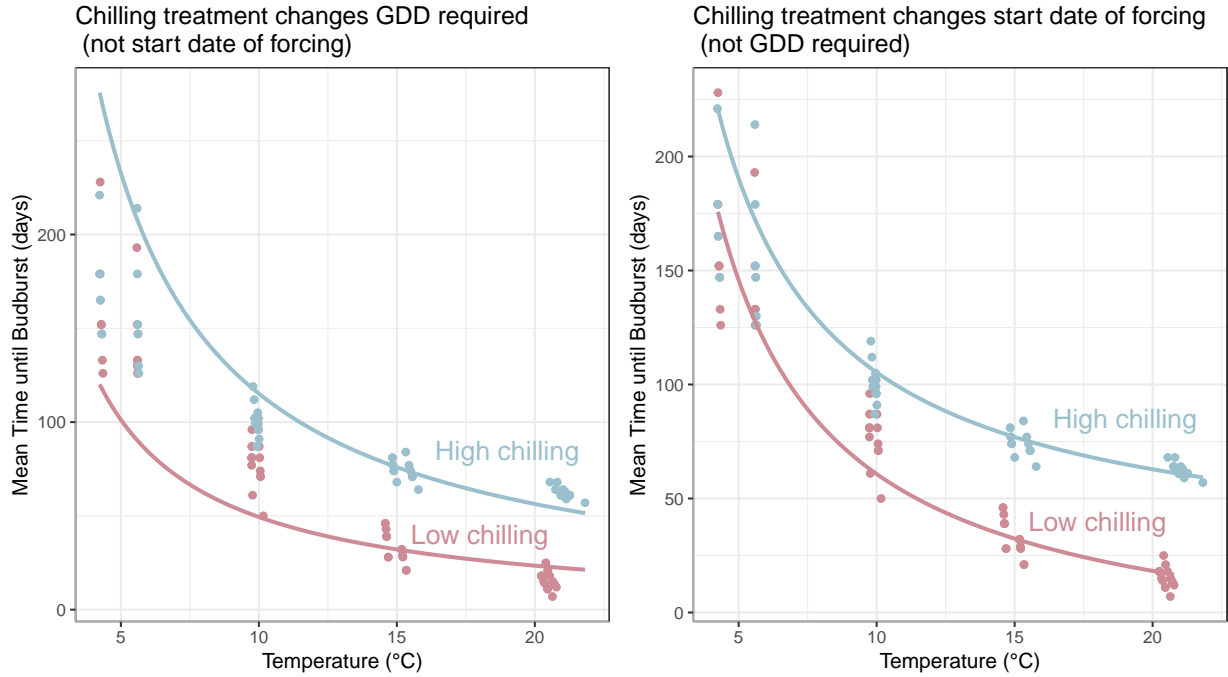 Chilling treatment changes GDD required
(not start date of forcing)
200
100
0
5
10
15
20
Mean Time until Budburst (days)
Temperature (°C)
High chilling
Low chilling
Chilling treatment changes start date of forcing
(not GDD required)
200
150
100
50
0
5
10
15
20
Mean Time until Budburst (days)
Temperature (°C)
High chilling
Low chilling